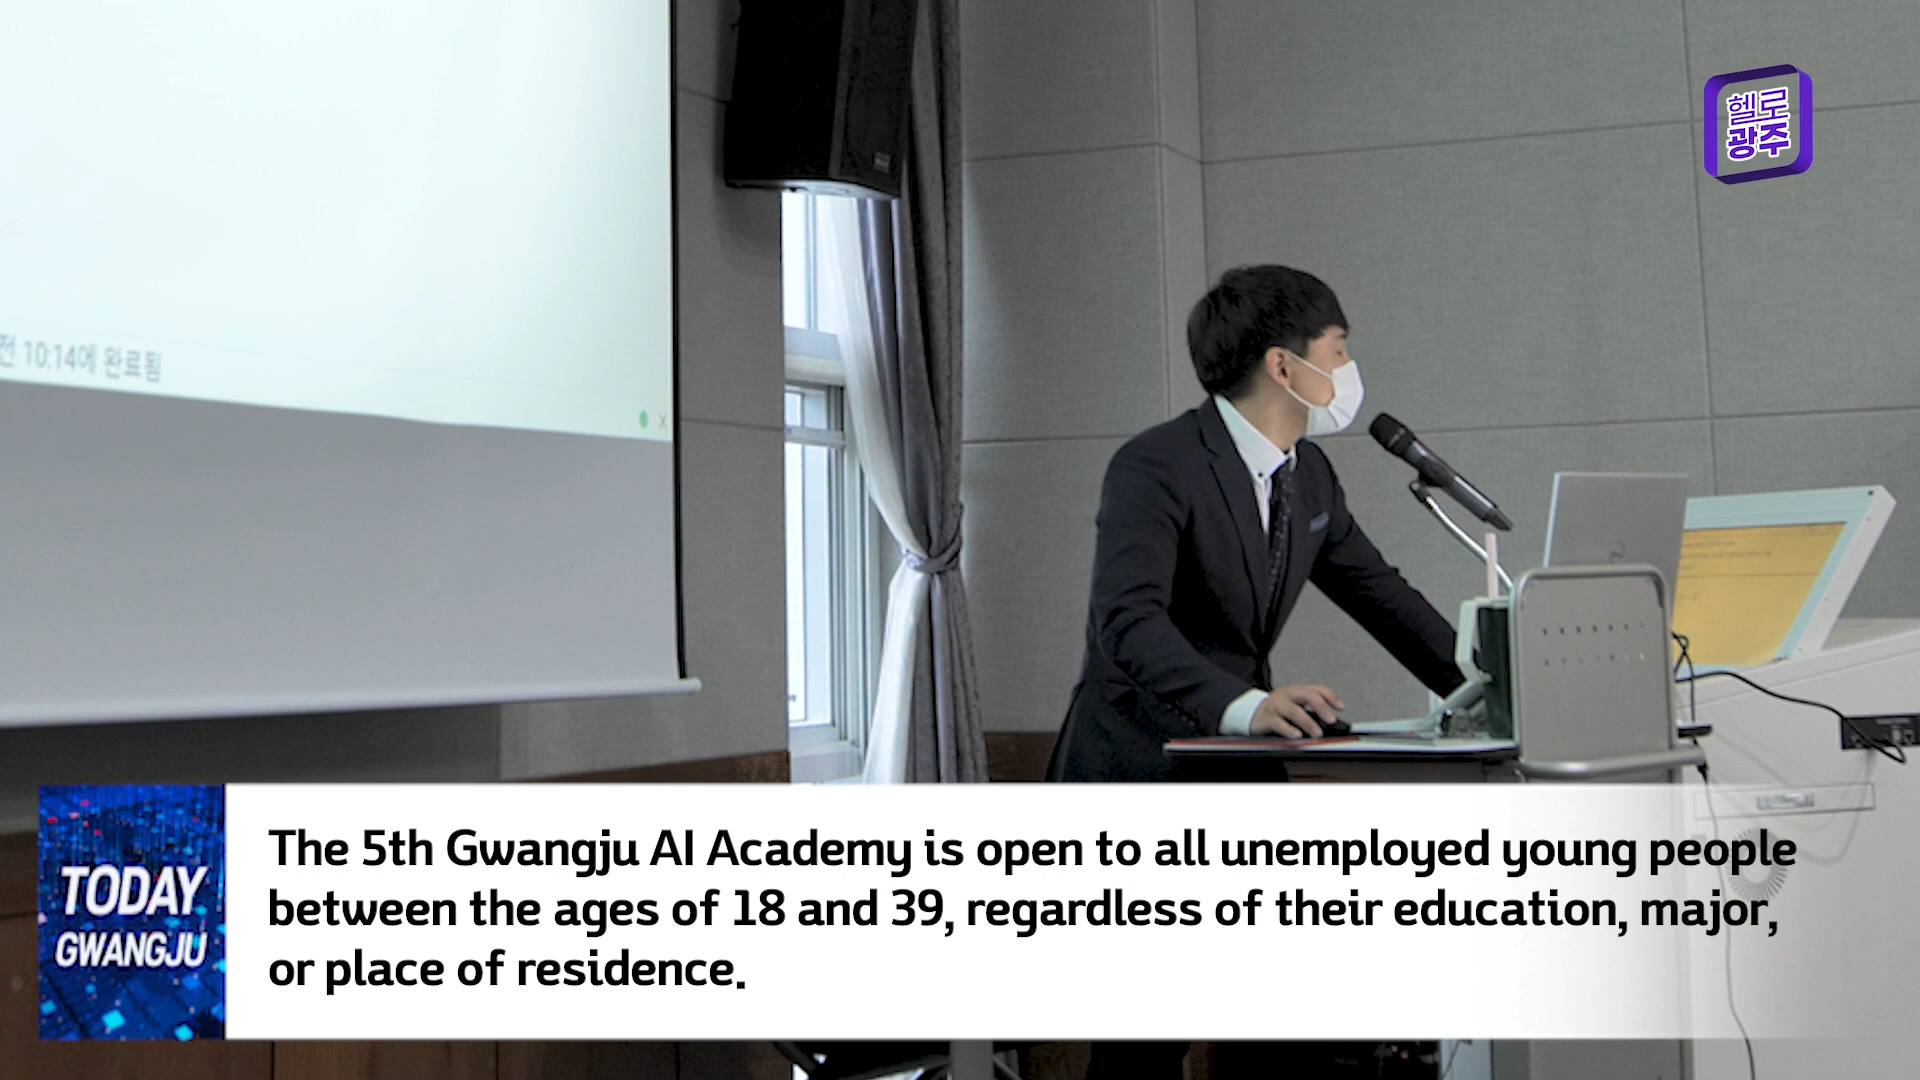 헬로
광주
전 10:14에 완료됨
TODAY
GWANGJU
The 5th Gwangju AI Academy is open to all unemployed young people
between the ages of 18 and 39, regardless of their education, major,
or place of residence.